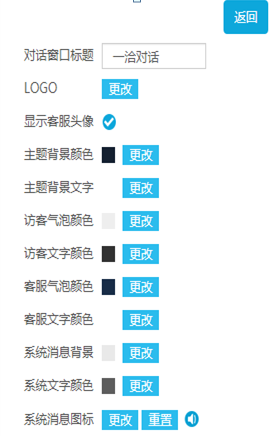 返回
对话窗口标题 一洽对话
LOGO 更改
显示客服头像
主题背景颜色 更改
主题背景文字 更改
访客气泡颜色 更改
访客文字颜色 更改
客服气泡颜色 更改
客服文字颜色 更改
系统消息背景 更改
系统文字颜色 更改
系统消息图标 更改 重置